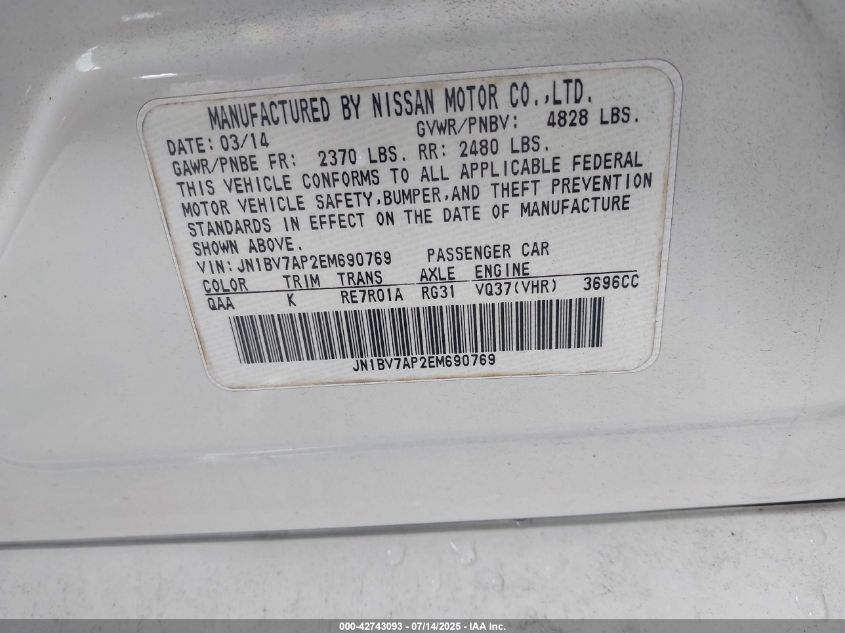 MANUFACTURED BY NISSAN MOTOR CO.,LTD.
DATE: 03/14 GVWR/PNBV: 4828 LBS.
GAWR/PNBE FR: 2370 LBS. RR: 2480 LBS.
THIS VEHICLE CONFORMS TO ALL APPLICABLE FEDERAL
MOTOR VEHICLE SAFETY,BUMPER,AND THEFT PREVENTION
STANDARDS IN EFFECT ON THE DATE OF MANUFACTURE
SHOWN ABOVE.
VIN: JN1BV7AP2EM690769 PASSENGER CAR
COLOR TRIM TRANS AXLE ENGINE
QAA K RE7R01A RG31 VQ37(VHR) 3696CC
JN1BV7AP2EM690769
000-42743093 - 07/14/2025 - IAA Inc.